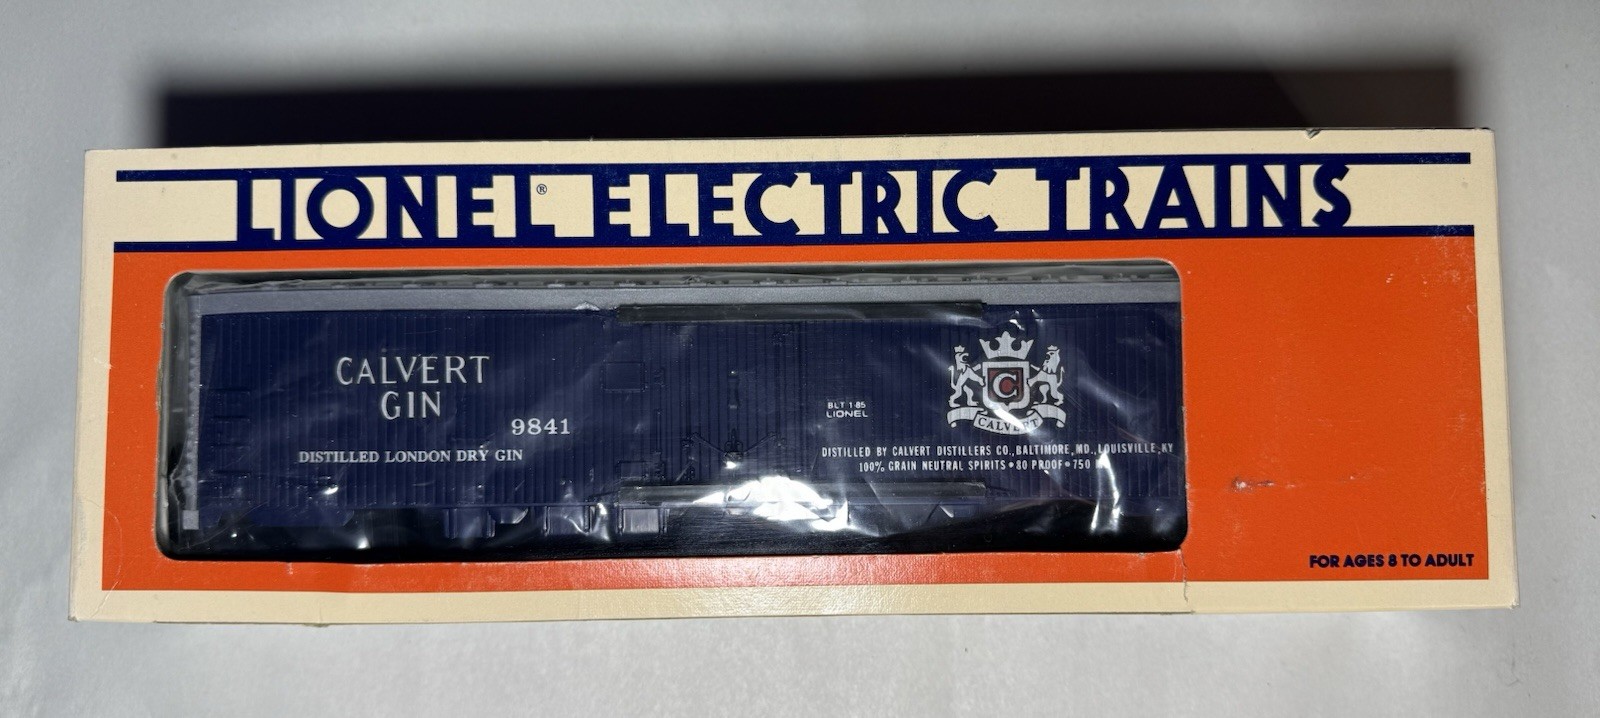 LIONEL® ELECTRIC TRAINS
CALVERT
GIN
9841
DISTILLED LONDON DRY GIN
BLT 1-85
LIONEL
C
CALVERT
DISTILLED BY CALVERT DISTILLERS CO., BALTIMORE, MD., LOUISVILLE, KY
100% GRAIN NEUTRAL SPIRITS • 80 PROOF • 750
FOR AGES 8 TO ADULT